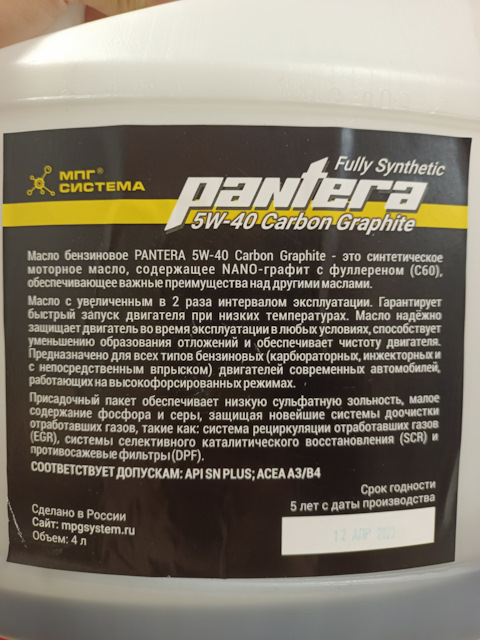 Fully Synthetic
МПГ®
СИСТЕМА
pantera
5W-40 Carbon Graphite
Масло бензиновое PANTERA 5W-40 Carbon Graphite - это синтетическое
моторное масло, содержащее NANO-графит с фуллереном (С60),
обеспечивающее важные преимущества над другими маслами.
Масло с увеличенным в 2 раза интервалом эксплуатации. Гарантирует
быстрый запуск двигателя при низких температурах. Масло надёжно
защищает двигатель во время эксплуатации в любых условиях, способствует
уменьшению образования отложений и обеспечивает чистоту двигателя.
Предназначено для всех типов бензиновых (карбюраторных, инжекторных и
с непосредственным впрыском) двигателей современных автомобилей,
работающих на высокофорсированных режимах.
Присадочный пакет обеспечивает низкую сульфатную зольность, малое
содержание фосфора и серы, защищая новейшие системы доочистки
отработавших газов, такие как: система рециркуляции отработавших газов
(EGR), системы селективного каталитического восстановления (SCR) и
противосажевые фильтры (DPF).
СООТВЕТСТВУЕТ ДОПУСКАМ: API SN PLUS; ACEA A3/B4
Срок годности
5 лет с даты производства
Сделано в России
Сайт: mpgsystem.ru
Объем: 4 л
АПР